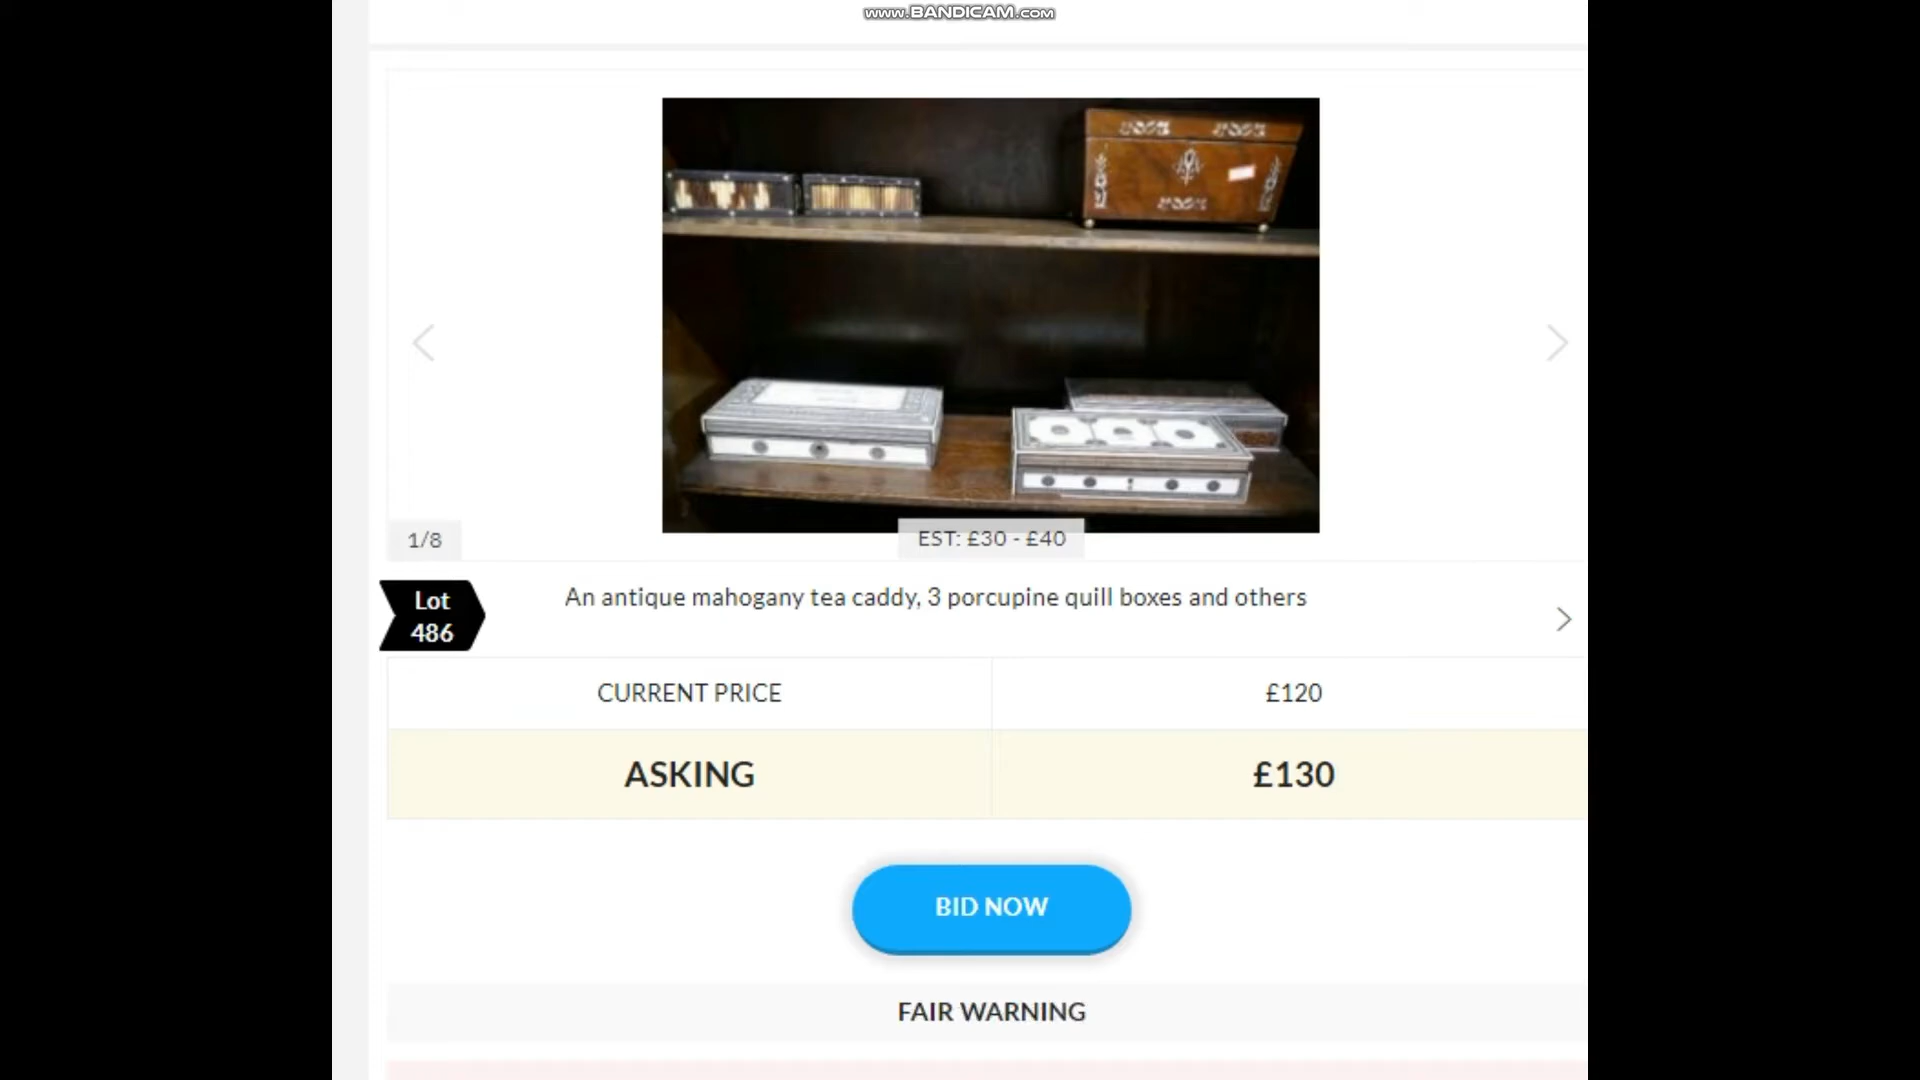 www.BANDICAM.com
1/8
EST: £30 - £40
Lot
486
An antique mahogany tea caddy, 3 porcupine quill boxes and others
CURRENT PRICE
£120
ASKING
£130
BID NOW
FAIR WARNING